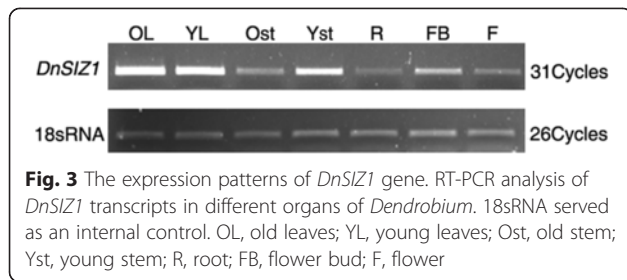 OL YL Ost Yst R FB F
DnSIZ1 31Cycles
18sRNA 26Cycles
Fig. 3 The expression patterns of DnSIZ1 gene. RT-PCR analysis of
DnSIZ1 transcripts in different organs of Dendrobium. 18sRNA served
as an internal control. OL, old leaves; YL, young leaves; Ost, old stem;
Yst, young stem; R, root; FB, flower bud; F, flower